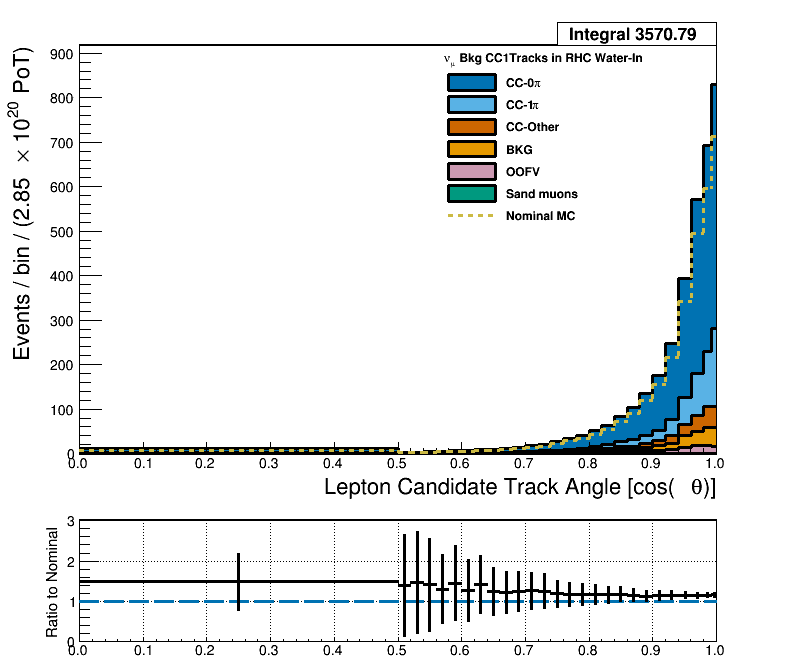 Integral 3570.79
ν_μ Bkg CC1Tracks in RHC Water-In
CC-0π
CC-1π
CC-Other
BKG
OOFV
Sand muons
Nominal MC
Events / bin / (2.85 × 10^20 PoT)
900
800
700
600
500
400
300
200
100
0
0.0 0.1 0.2 0.3 0.4 0.5 0.6 0.7 0.8 0.9 1.0
Lepton Candidate Track Angle [cos( θ)]
Ratio to Nominal
3
2
1
0
0.0 0.1 0.2 0.3 0.4 0.5 0.6 0.7 0.8 0.9 1.0